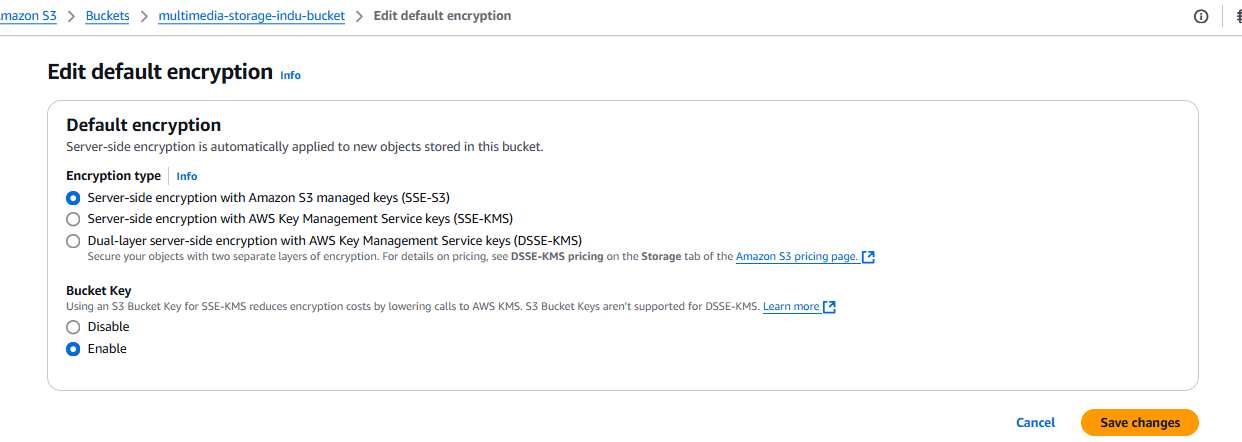 Amazon S3 > Buckets > multimedia-storage-indu-bucket > Edit default encryption
Edit default encryption Info
Default encryption
Server-side encryption is automatically applied to new objects stored in this bucket.
Encryption type Info
Server-side encryption with Amazon S3 managed keys (SSE-S3)
Server-side encryption with AWS Key Management Service keys (SSE-KMS)
Dual-layer server-side encryption with AWS Key Management Service keys (DSSE-KMS)
Secure your objects with two separate layers of encryption. For details on pricing, see DSSE-KMS pricing on the Storage tab of the Amazon S3 pricing page.
Bucket Key
Using an S3 Bucket Key for SSE-KMS reduces encryption costs by lowering calls to AWS KMS. S3 Bucket Keys aren't supported for DSSE-KMS. Learn more
Disable
Enable
Cancel Save changes